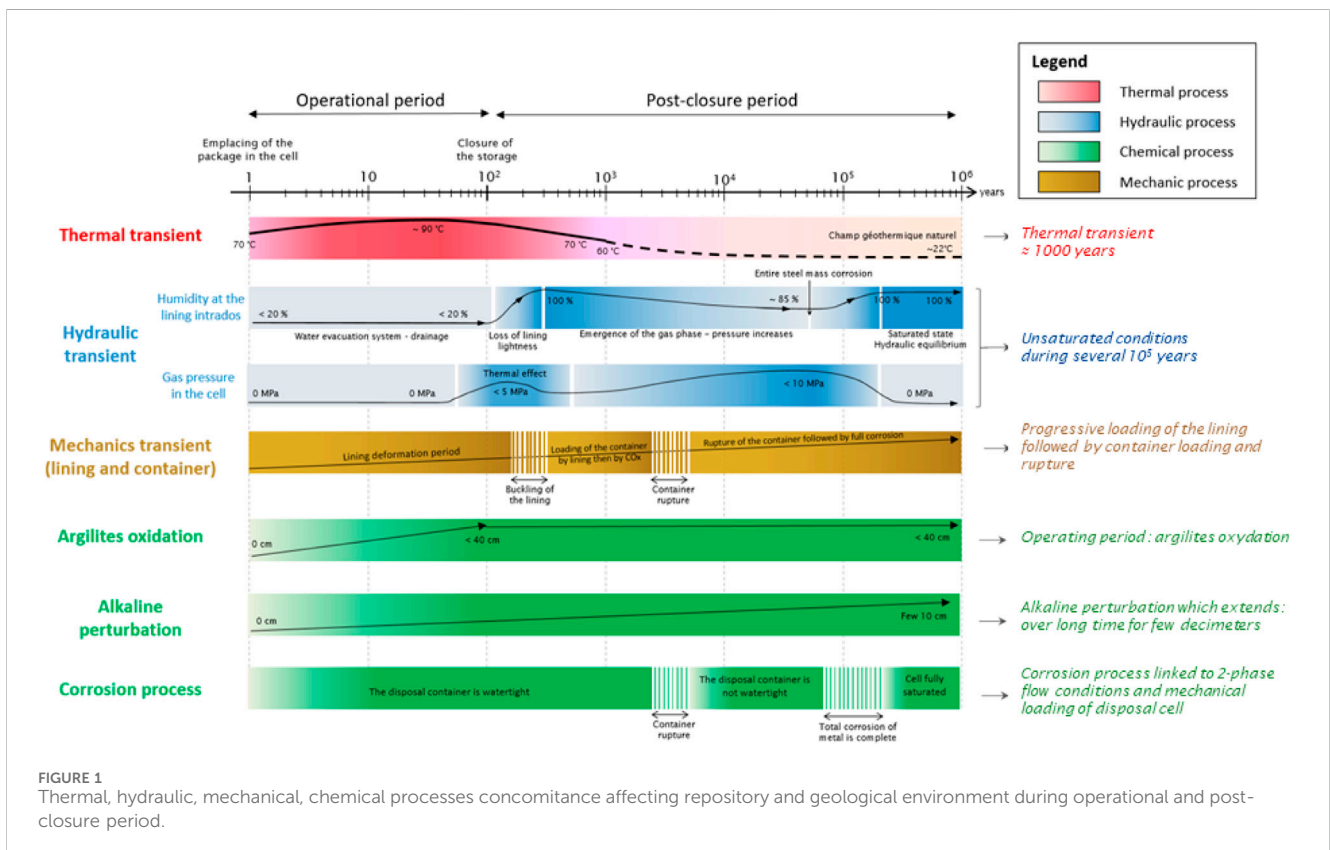 Legend
Thermal process
Hydraulic process
Chemical process
Mechanic process
Operational period
Post-closure period
Emplacing of the
package in the cell
Closure of
the storage
1
10
10²
10³
10⁴
10⁵
10⁶
years
Thermal transient
70 °C
~ 90 °C
70 °C
60 °C
Champ géothermique naturel
~22°C
Thermal transient
≈ 1000 years
Hydraulic
transient
Humidity at the
lining intrados
< 20 %
< 20 %
100 %
Entire steel mass corrosion
~ 85 %
100 %
100 %
Water evacuation system - drainage
Loss of lining
lightness
Emergence of the gas phase – pressure increases
Saturated state
Hydraulic equilibrium
Unsaturated conditions
during several 10⁵
years
Gas pressure
in the cell
0 MPa
0 MPa
Thermal effect
< 5 MPa
< 10 MPa
0 MPa
Mechanics transient
(lining and container)
Lining deformation period
Loading of the container
by lining then by COx
Rupture of the container followed by full corrosion
Buckling of
the lining
Container
rupture
Progressive loading of the lining
followed by container loading and
rupture
Argilites oxidation
0 cm
< 40 cm
< 40 cm
Operating period : argilites oxydation
Alkaline
perturbation
0 cm
Few 10 cm
Alkaline perturbation which extends :
over long time for few decimeters
Corrosion process
The disposal container is watertight
The disposal container is
not watertight
Cell fully
saturated
Container
rupture
Total corrosion of
metal is complete
Corrosion process linked to 2-phase
flow conditions and mechanical
loading of disposal cell
FIGURE 1
Thermal, hydraulic, mechanical, chemical processes concomitance affecting repository and geological environment during operational and post-
closure period.